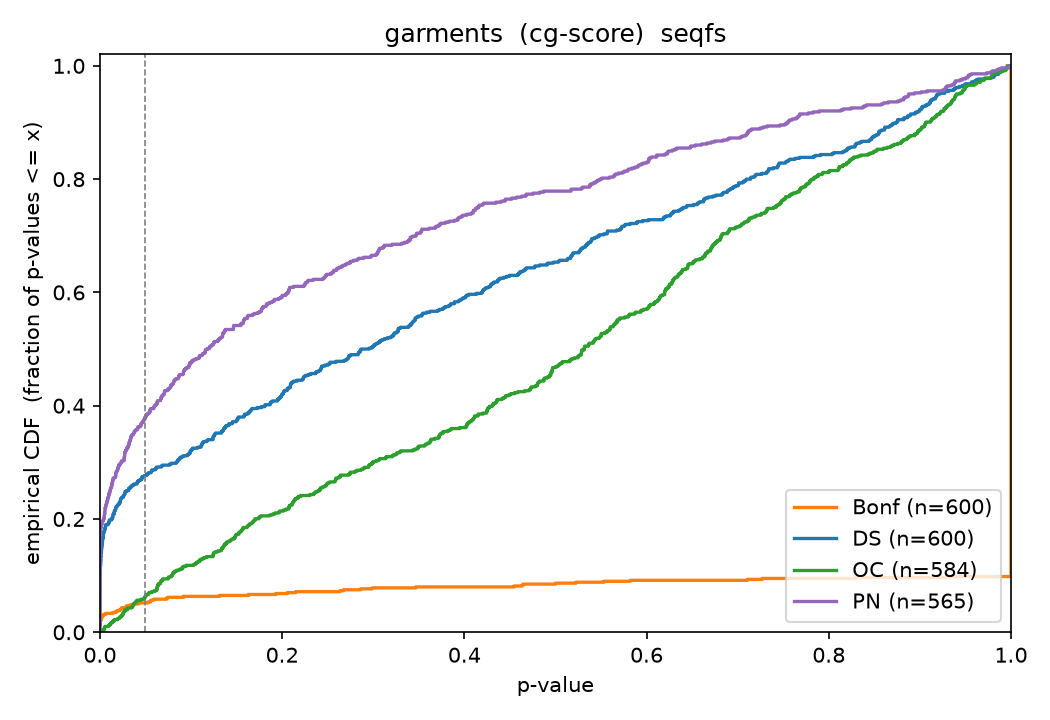 garments  (cg-score)  seqfs
empirical CDF  (fraction of p-values <= x)
1.0
0.8
0.6
0.4
0.2
0.0
0.0
0.2
0.4
0.6
0.8
1.0
p-value
Bonf (n=600)
DS (n=600)
OC (n=584)
PN (n=565)